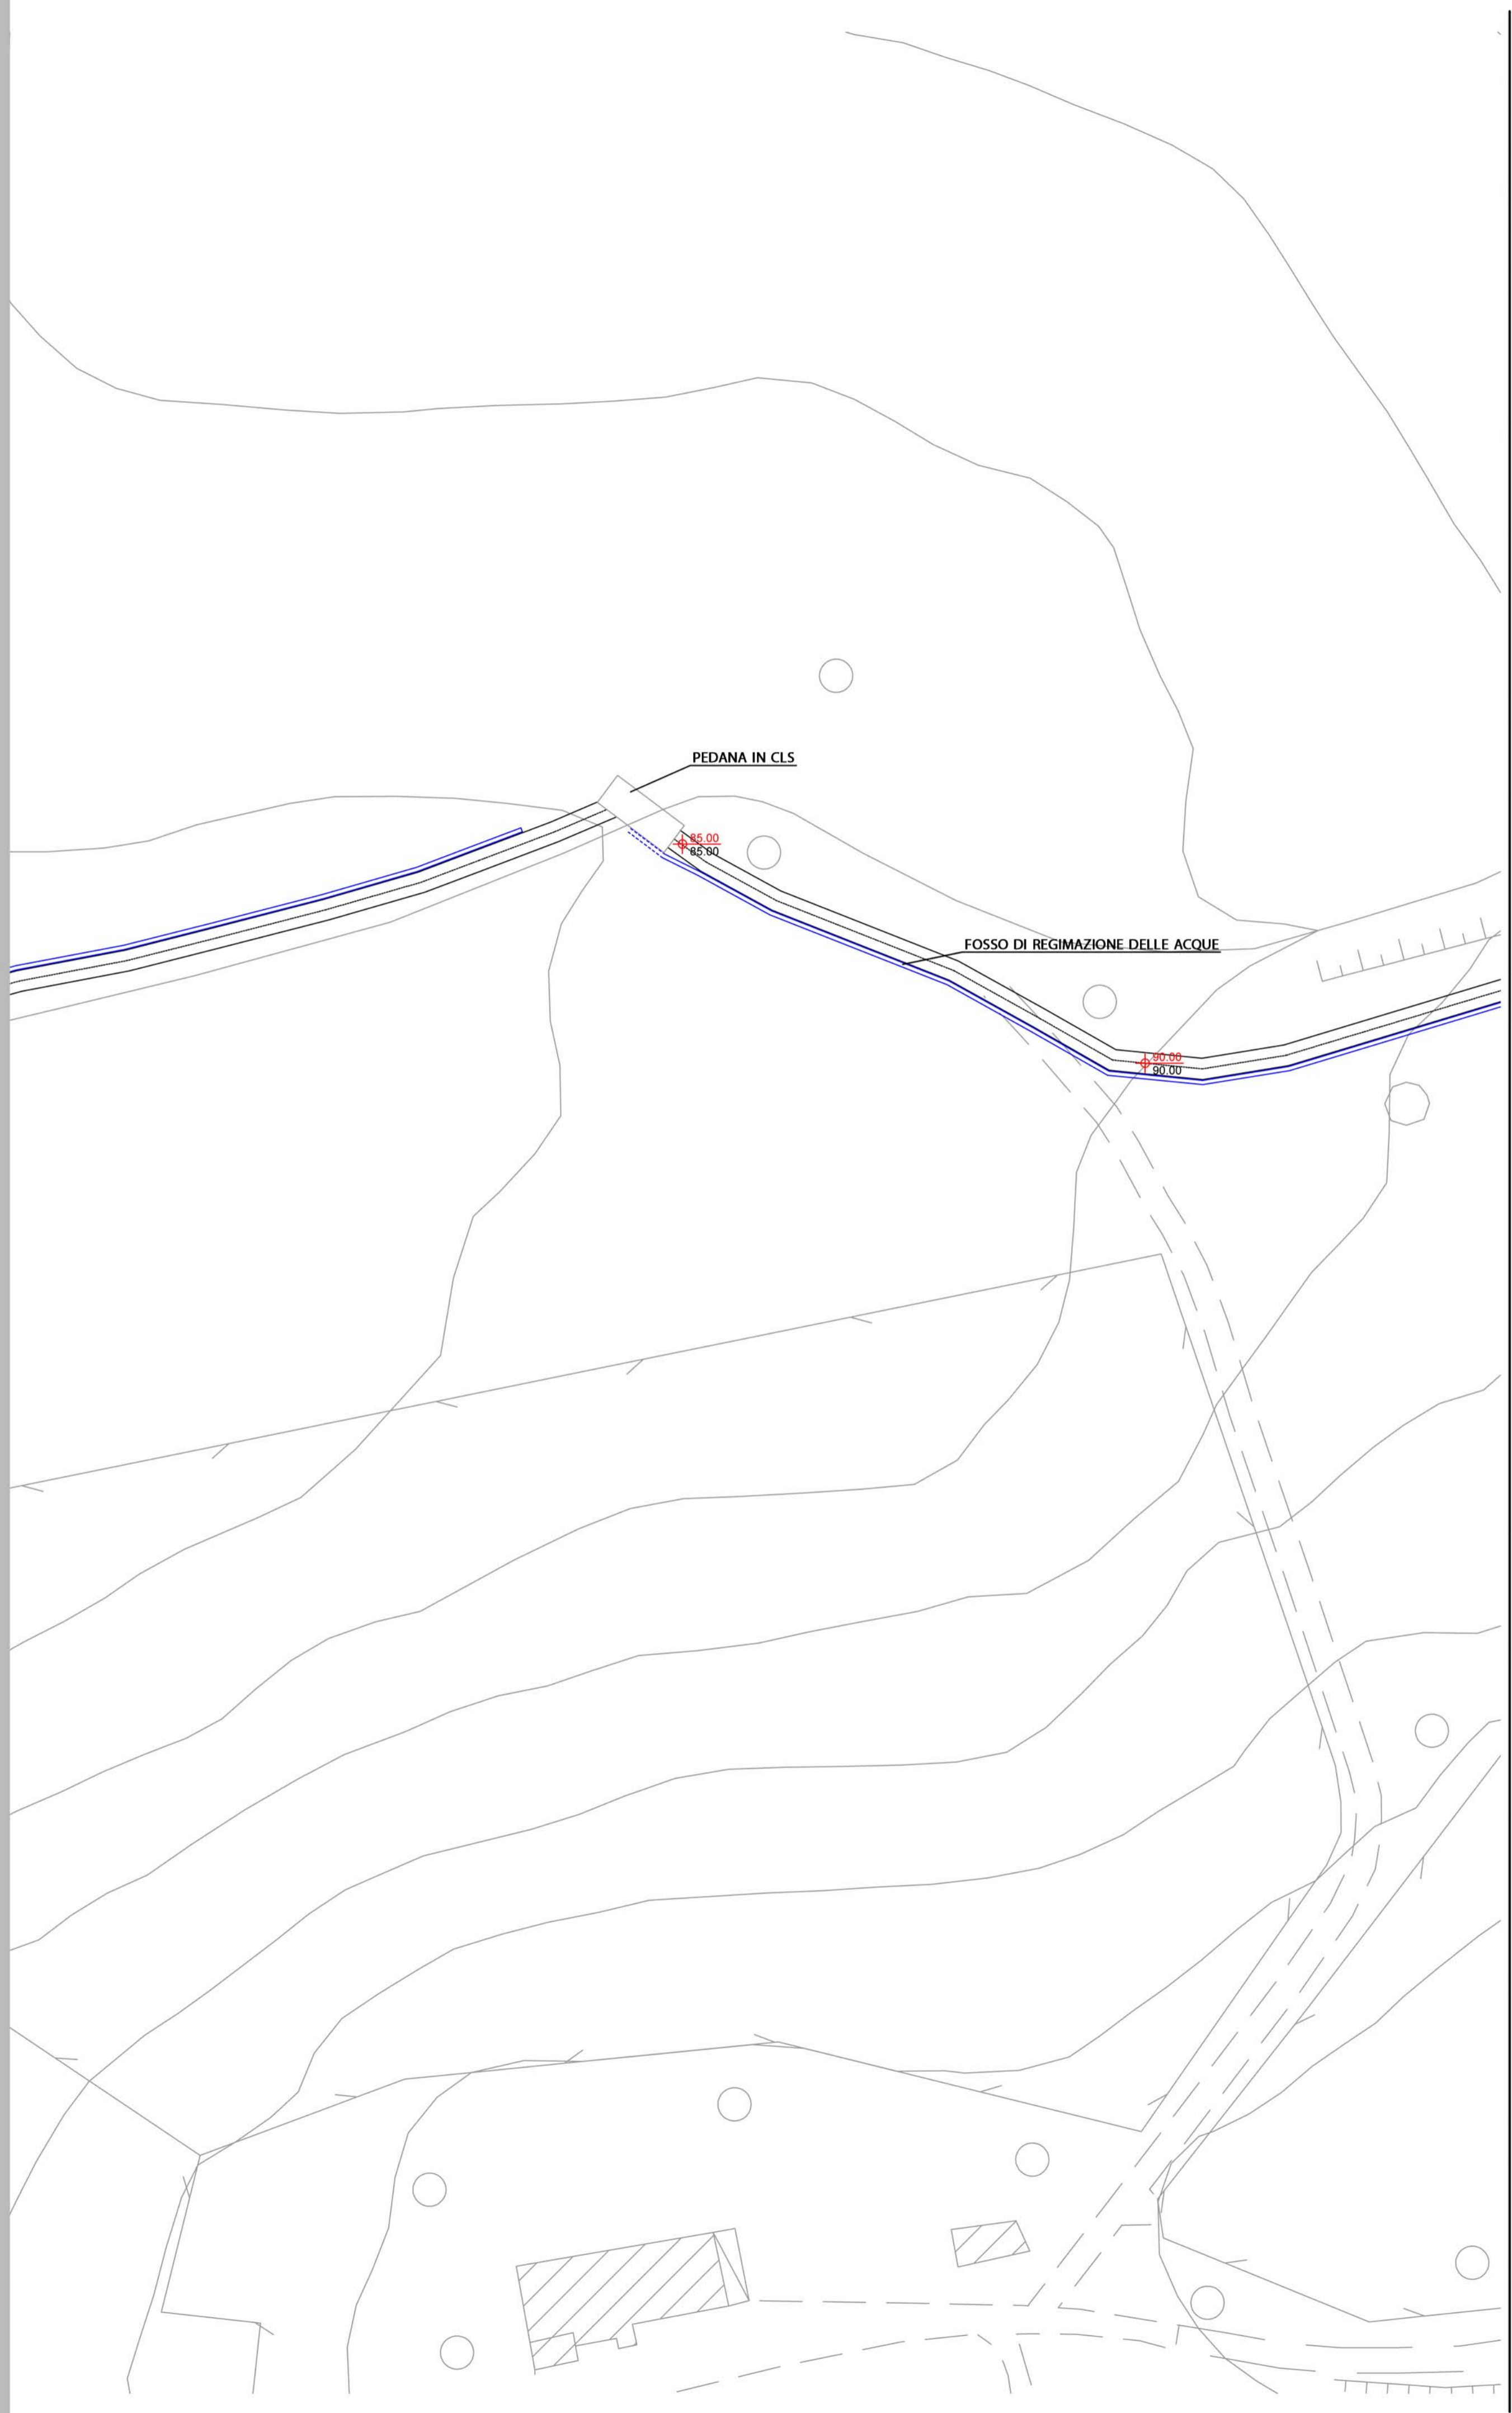 PEDANA IN CLS
85.00
85.00
FOSSO DI REGIMAZIONE DELLE ACQUE
90.00
90.00